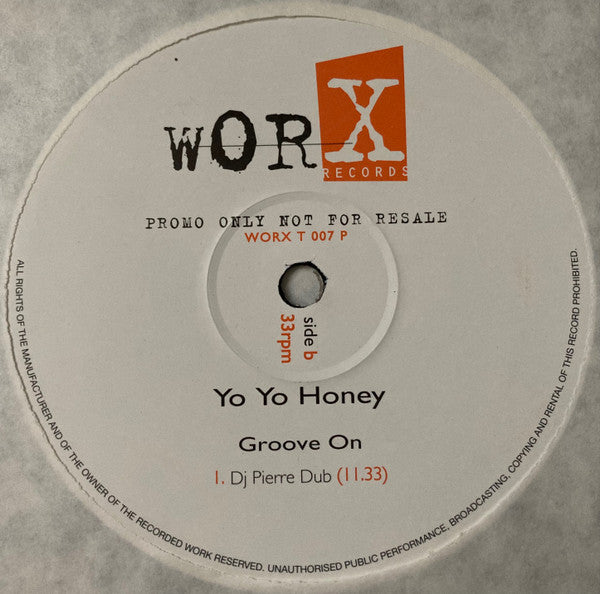 worX
RECORDS
PROMO ONLY NOT FOR RESALE
WORX T 007 P
side b
33rpm
Yo Yo Honey
Groove On
1. Dj Pierre Dub (11.33)
ALL RIGHTS OF THE MANUFACTURER AND OF THE OWNER OF THE RECORDED WORK RESERVED. UNAUTHORISED PUBLIC PERFORMANCE, BROADCASTING, COPYING AND RENTAL OF THIS RECORD PROHIBITED.